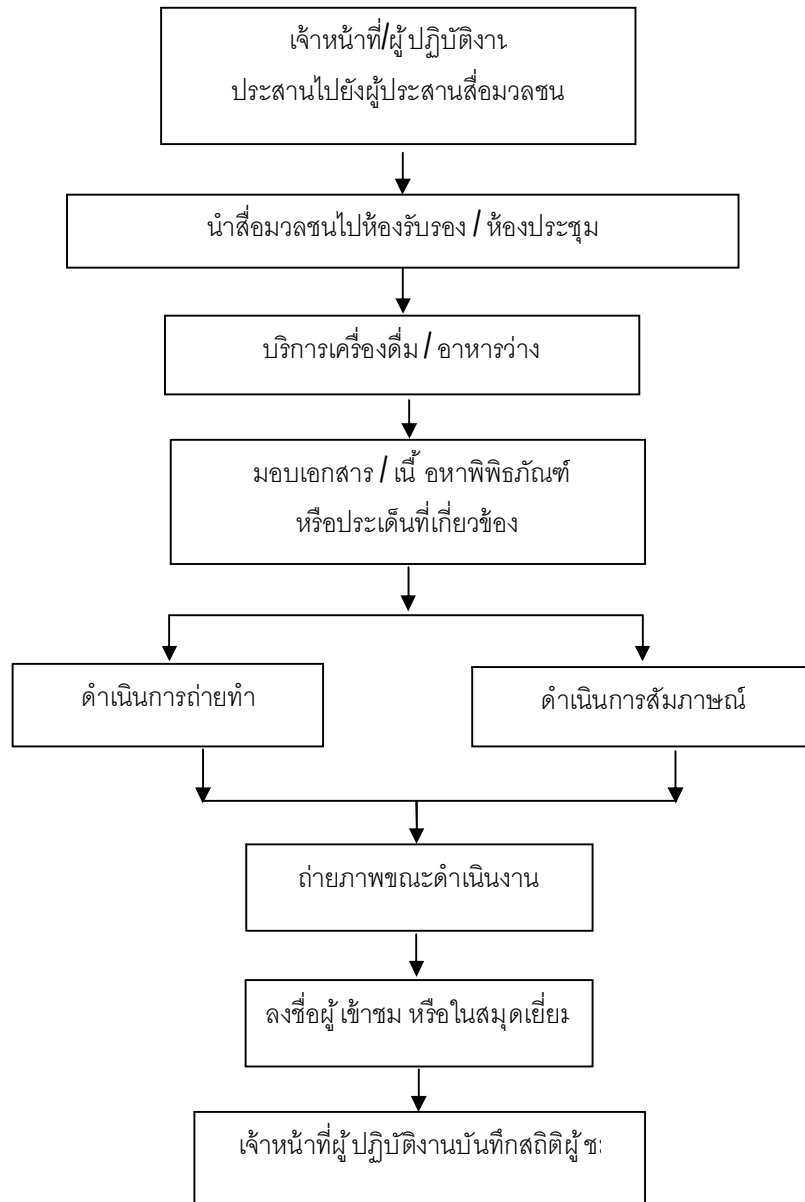 เจ้าหน้าที่/ผู้ปฏิบัติงาน
ประสานไปยังผู้ประสานสื่อมวลชน
นำสื่อมวลชนไปห้องรับรอง / ห้องประชุม
บริการเครื่องดื่ม / อาหารว่าง
มอบเอกสาร / เนื้อหาพิพิธภัณฑ์
หรือประเด็นที่เกี่ยวข้อง
ดำเนินการถ่ายทำ
ดำเนินการสัมภาษณ์
ถ่ายภาพขณะดำเนินงาน
ลงชื่อผู้เข้าชม หรือในสมุดเยี่ยม
เจ้าหน้าที่ผู้ปฏิบัติงานบันทึกสถิติผู้